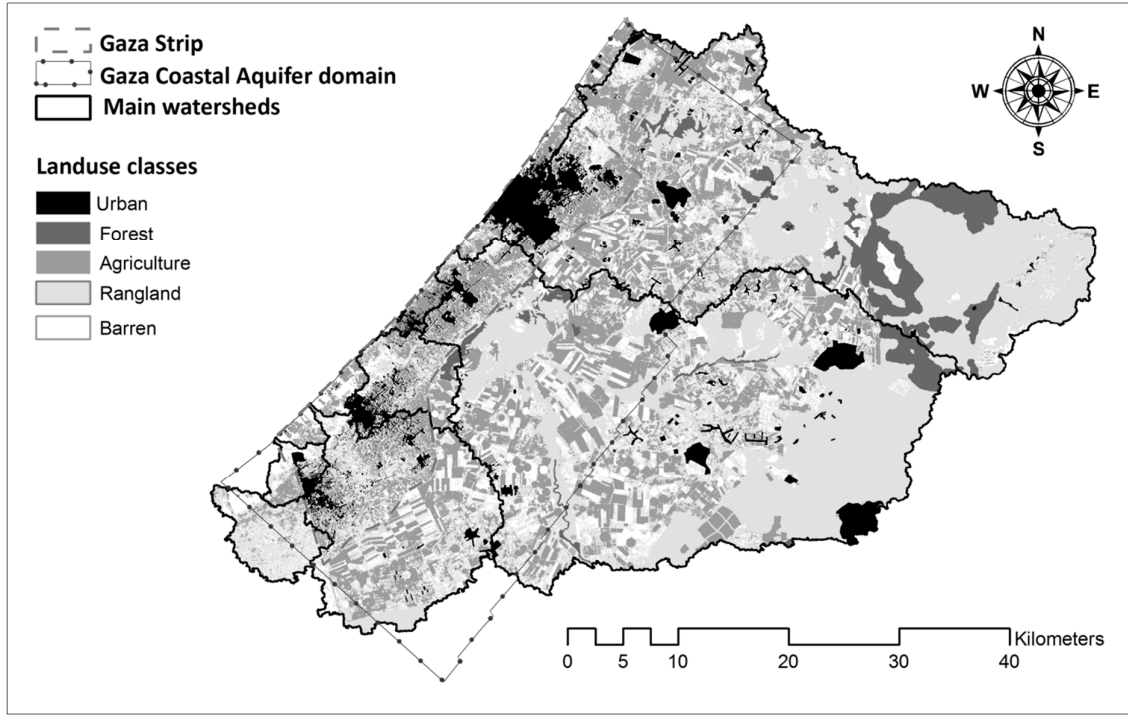 Gaza Strip
Gaza Coastal Aquifer domain
Main watersheds
Landuse classes
Urban
Forest
Agriculture
Rangland
Barren
N
W E
S
Kilometers
0 5 10 20 30 40